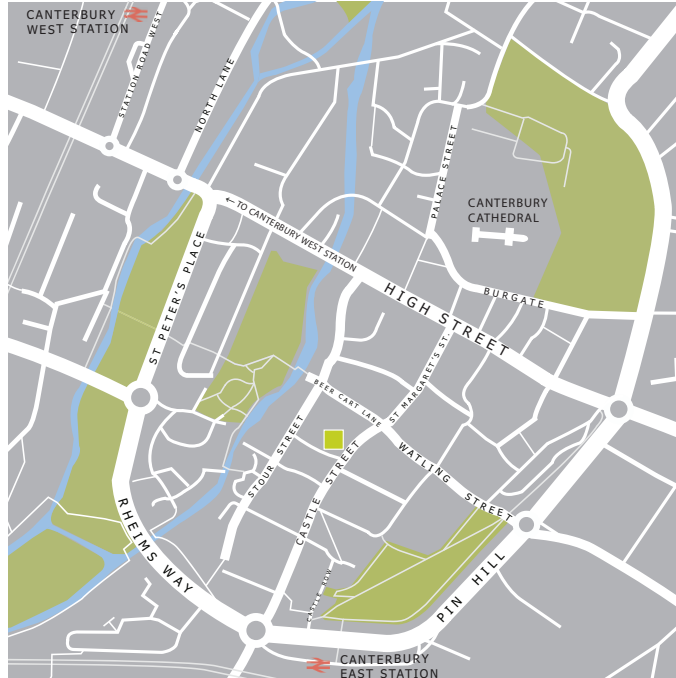 CANTERBURY
WEST STATION
STATION ROAD WEST
NORTH LANE
PALACE STREET
CANTERBURY
CATHEDRAL
← TO CANTERBURY WEST STATION
ST PETER'S PLACE
HIGH STREET
BURGATE
ST MARGARET'S ST.
BEER CART LANE
STOUR STREET
CASTLE STREET
WATLING STREET
RHEIMS WAY
CASTLE ROW
PIN HILL
CANTERBURY
EAST STATION